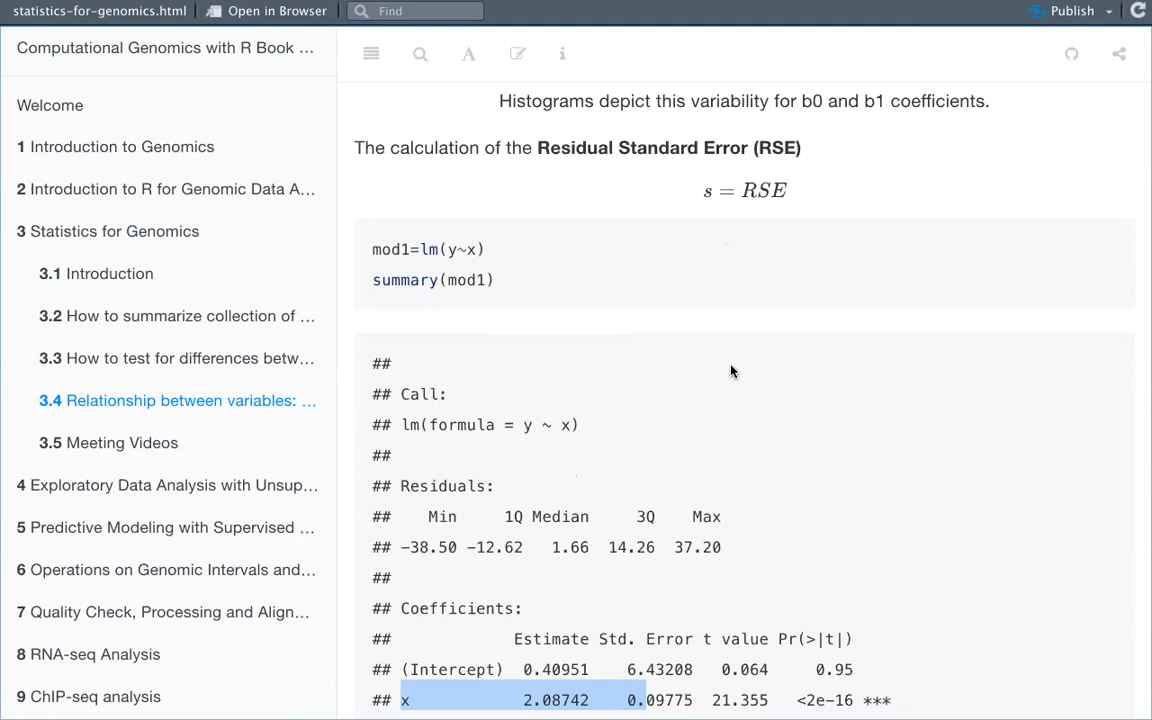 statistics-for-genomics.html Open in Browser Find Publish
Computational Genomics with R Book ...
Welcome
1 Introduction to Genomics
2 Introduction to R for Genomic Data A...
3 Statistics for Genomics
3.1 Introduction
3.2 How to summarize collection of ...
3.3 How to test for differences betw...
3.4 Relationship between variables: ...
3.5 Meeting Videos
4 Exploratory Data Analysis with Unsup...
5 Predictive Modeling with Supervised ...
6 Operations on Genomic Intervals and...
7 Quality Check, Processing and Align...
8 RNA-seq Analysis
9 ChIP-seq analysis
Histograms depict this variability for b0 and b1 coefficients.
The calculation of the Residual Standard Error (RSE)
s = RSE
mod1=lm(y~x)
summary(mod1)
##
## Call:
## lm(formula = y ~ x)
##
## Residuals:
## Min 1Q Median 3Q Max
## -38.50 -12.62 1.66 14.26 37.20
##
## Coefficients:
## Estimate Std. Error t value Pr(>|t|)
## (Intercept) 0.40951 6.43208 0.064 0.95
## x 2.08742 0.09775 21.355 <2e-16 ***